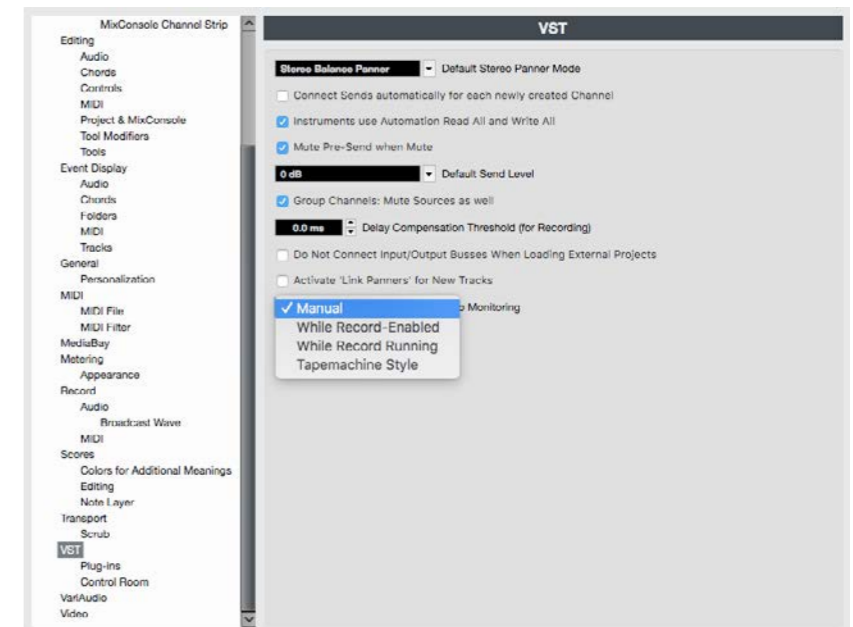 MixConsole Channel Strip
Editing
Audio
Chords
Controls
MIDI
Project & MixConsole
Tool Modifiers
Tools
Event Display
Audio
Chords
Folders
MIDI
Tracks
General
Personalization
MIDI
MIDI File
MIDI Filter
MediaBay
Metering
Appearance
Record
Audio
Broadcast Wave
MIDI
Scores
Colors for Additional Meanings
Editing
Note Layer
Transport
Scrub
VST
Plug-ins
Control Room
VariAudio
Video
VST
Stereo Balance Panner Default Stereo Panner Mode
Connect Sends automatically for each newly created Channel
Instruments use Automation Read All and Write All
Mute Pre-Send when Mute
0 dB Default Send Level
Group Channels: Mute Sources as well
0.0 ms Delay Compensation Threshold (for Recording)
Do Not Connect Input/Output Busses When Loading External Projects
Activate 'Link Panners' for New Tracks
✓ Manual Monitoring
While Record-Enabled
While Record Running
Tapemachine Style